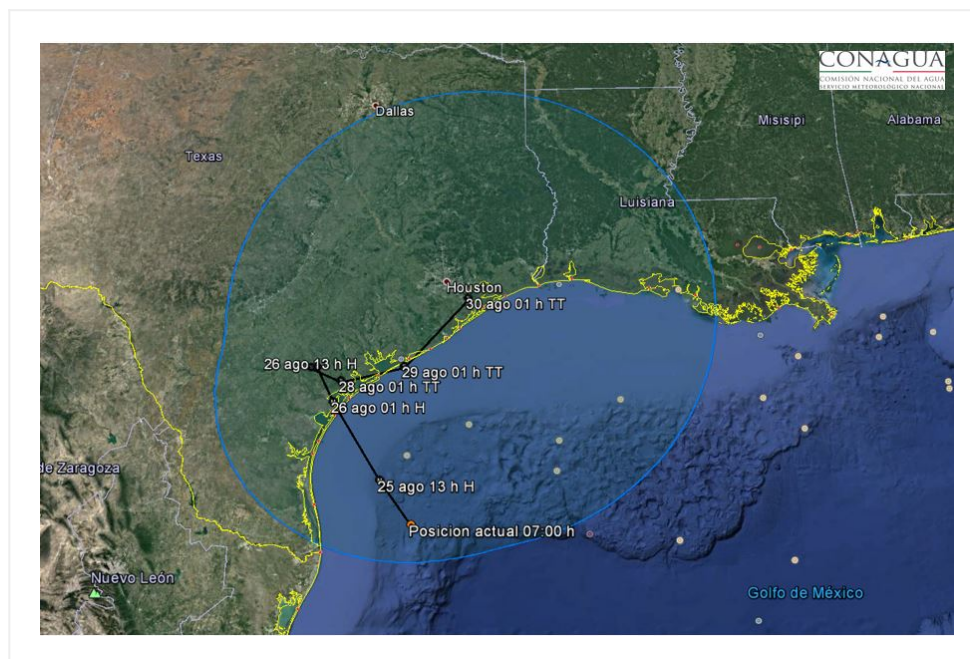 CONAGUA
COMISIÓN NACIONAL DEL AGUA
SERVICIO METEOROLÓGICO NACIONAL
Dallas
Misisipi
Alabama
Texas
Luisiana
Houston
30 ago 01 h TT
26 ago 13 h H
29 ago 01 h TT
28 ago 01 h TT
26 ago 01 h H
de Zaragoza
25 ago 13 h H
Posicion actual 07:00 h
Nuevo León
Golfo de México